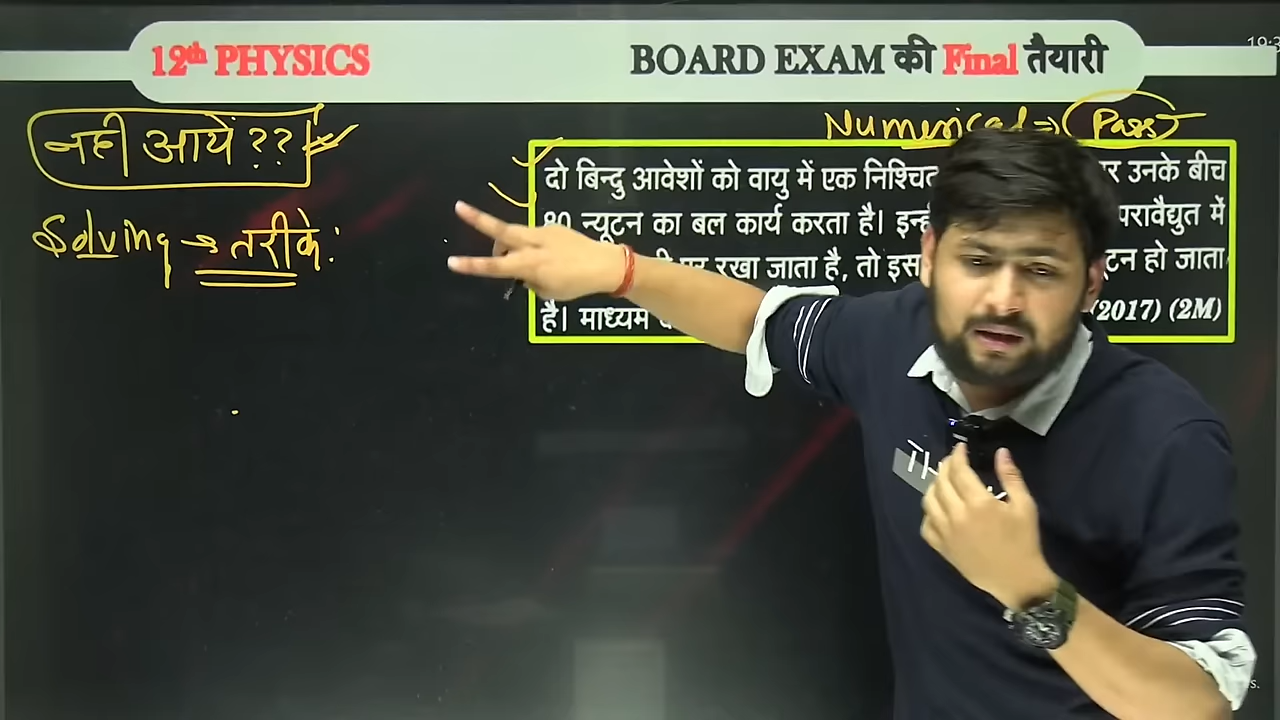 12th PHYSICS
BOARD EXAM की Final तैयारी
नही आये ??
Numerical → Pass
Solving → तरीके:
दो बिन्दु आवेशों को वायु में एक निश्चित उनके बीच
80 न्यूटन का बल कार्य करता है। इन्हीं परावैद्युत में
रखा जाता है, तो इस जाता
है। माध्यम (2017) (2M)